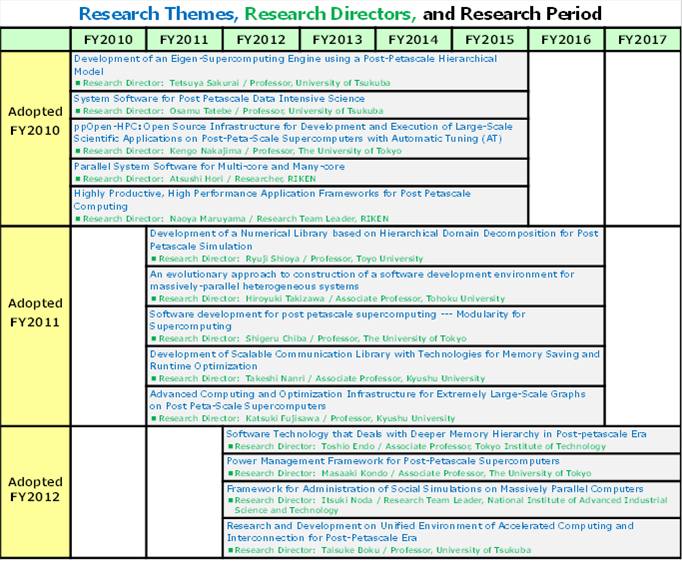 Research Themes, Research Directors, and Research Period
FY2010 FY2011 FY2012 FY2013 FY2014 FY2015 FY2016 FY2017
Adopted
FY2010
Development of an Eigen-Supercomputing Engine using a Post-Petascale Hierarchical
Model
■ Research Director: Tetsuya Sakurai / Professor, University of Tsukuba
System Software for Post Petascale Data Intensive Science
■ Research Director: Osamu Tatebe / Professor, University of Tsukuba
ppOpen-HPC: Open Source Infrastructure for Development and Execution of Large-Scale
Scientific Applications on Post-Peta-Scale Supercomputers with Automatic Tuning (AT)
■ Research Director: Kengo Nakajima / Professor, The University of Tokyo
Parallel System Software for Multi-core and Many-core
■ Research Director: Atsushi Hori / Researcher, RIKEN
Highly Productive, High Performance Application Frameworks for Post Petascale
Computing
■ Research Director: Naoya Maruyama / Research Team Leader, RIKEN
Adopted
FY2011
Development of a Numerical Library based on Hierarchical Domain Decomposition for Post
Petascale Simulation
■ Research Director: Ryuji Shioya / Professor, Toyo University
An evolutionary approach to construction of a software development environment for
massively-parallel heterogeneous systems
■ Research Director: Hiroyuki Takizawa / Associate Professor, Tohoku University
Software development for post petascale supercomputing --- Modularity for
Supercomputing
■ Research Director: Shigeru Chiba / Professor, The University of Tokyo
Development of Scalable Communication Library with Technologies for Memory Saving and
Runtime Optimization
■ Research Director: Takeshi Nanri / Associate Professor, Kyushu University
Advanced Computing and Optimization Infrastructure for Extremely Large-Scale Graphs
on Post Peta-Scale Supercomputers
■ Research Director: Katsuki Fujisawa / Professor, Kyushu University
Adopted
FY2012
Software Technology that Deals with Deeper Memory Hierarchy in Post-petascale Era
■ Research Director: Toshio Endo / Associate Professor, Tokyo Institute of Technology
Power Management Framework for Post-Petascale Supercomputers
■ Research Director: Masaaki Kondo / Associate Professor, The University of Tokyo
Framework for Administration of Social Simulations on Massively Parallel Computers
■ Research Director: Itsuki Noda / Research Team Leader, National Institute of Advanced Industrial
Science and Technology
Research and Development on Unified Environment of Accelerated Computing and
Interconnection for Post-Petascale Era
■ Research Director: Taisuke Boku / Professor, University of Tsukuba